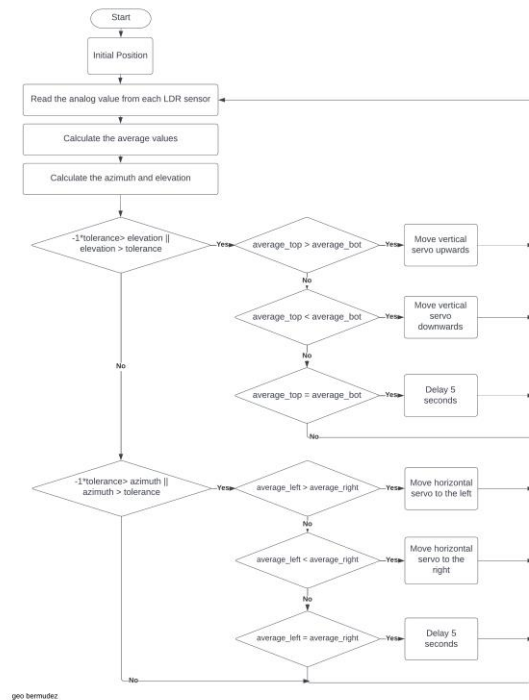 Start
Initial Position
Read the analog value from each LDR sensor
Calculate the average values
Calculate the azimuth and elevation
-1*tolerance> elevation ||
elevation > tolerance
Yes
average_top > average_bot
Yes
Move vertical
servo upwards
No
average_top < average_bot
Yes
Move vertical
servo
downwards
No
No
average_top = average_bot
Yes
Delay 5
seconds
No
-1*tolerance> azimuth ||
azimuth > tolerance
Yes
average_left > average_right
Yes
Move horizontal
servo to the left
No
average_left < average_right
Yes
Move horizontal
servo to the
right
No
average_left = average_right
Yes
Delay 5
seconds
No
No
geo bermudez